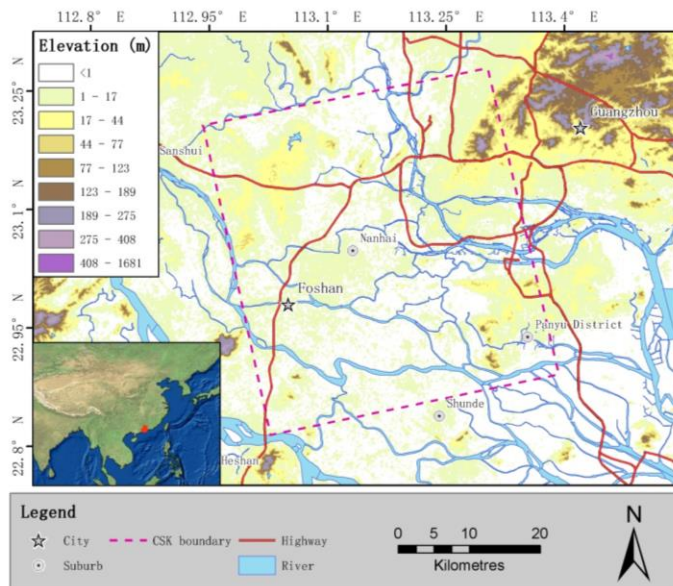 112.8° E 112.95° E 113.1° E 113.25° E 113.4° E
Elevation (m)
<1
1 - 17
17 - 44
44 - 77
77 - 123
123 - 189
189 - 275
275 - 408
408 - 1681
23.25° N
23.1° N
22.95° N
22.8° N
Guangzhou
Sanshui
Nanhai
Foshan
Panyu District
Shunde
Heshan
Legend
City
CSK boundary
Highway
Suburb
River
0 5 10 20
Kilometres
N